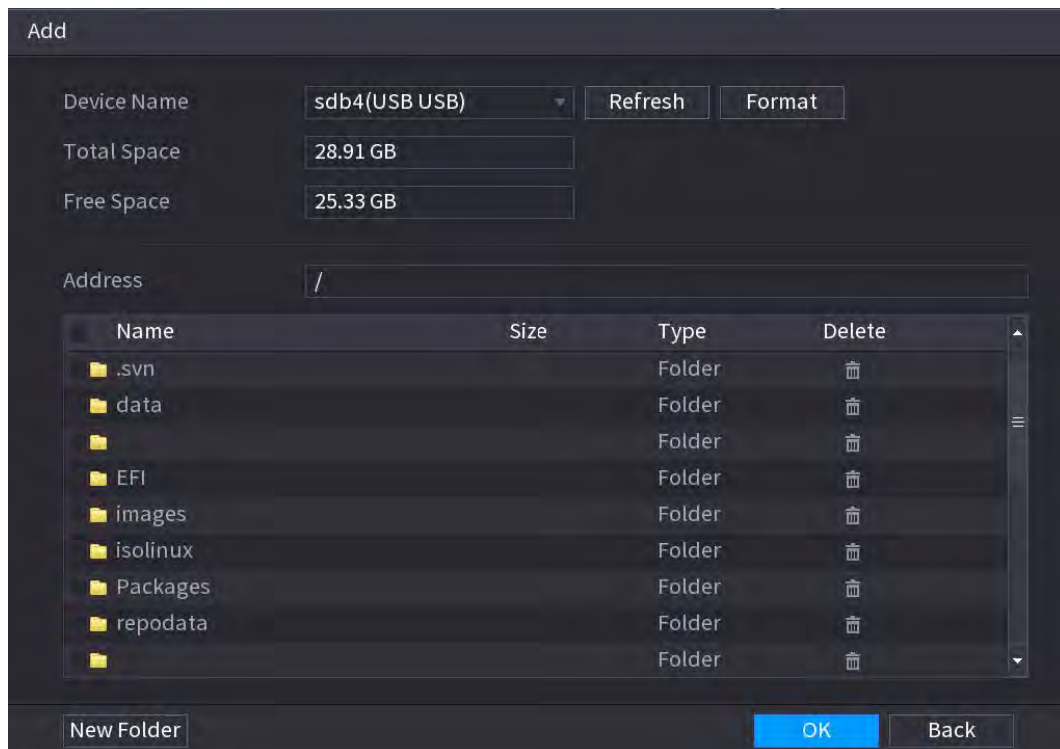 Add
Device Name sdb4(USB USB) Refresh Format
Total Space 28.91 GB
Free Space 25.33 GB
Address /
Name Size Type Delete
.svn Folder
data Folder
Folder
EFI Folder
images Folder
isolinux Folder
Packages Folder
repodata Folder
Folder
New Folder OK Back